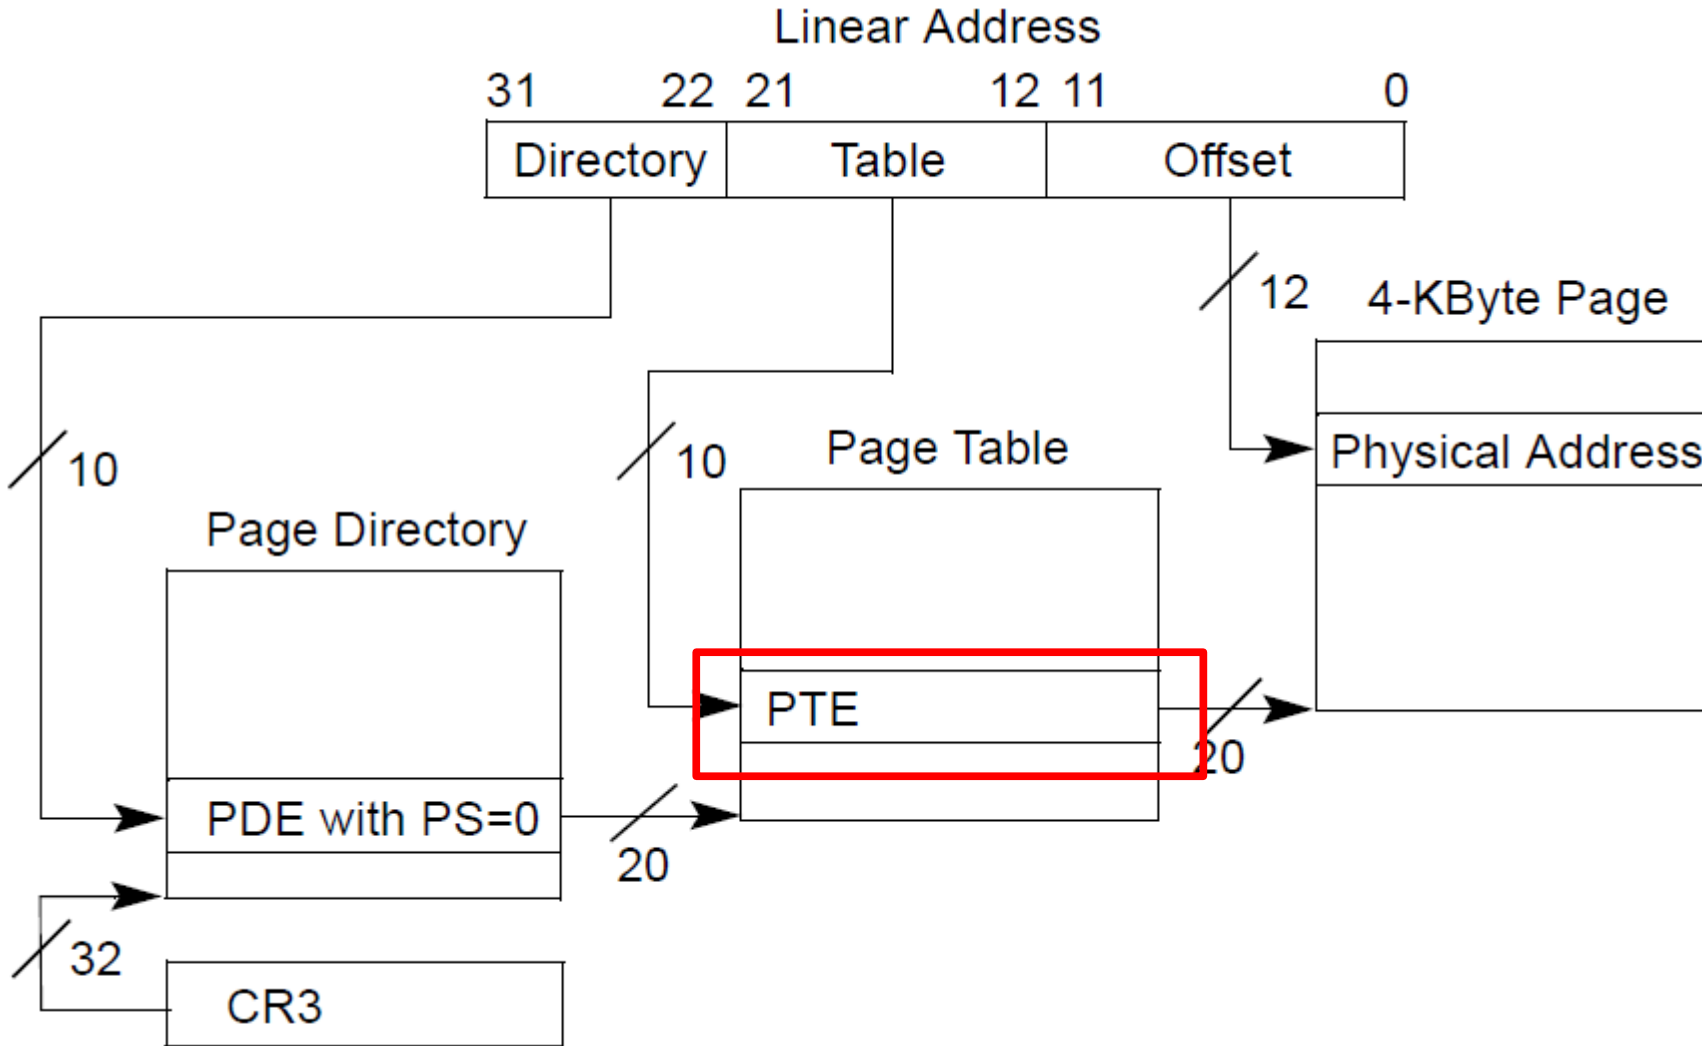 Linear Address
31 22 21 12 11 0
Directory Table Offset
12
4-KByte Page
10
10
Page Table
Physical Address
Page Directory
PTE
20
PDE with PS=0
20
32
CR3